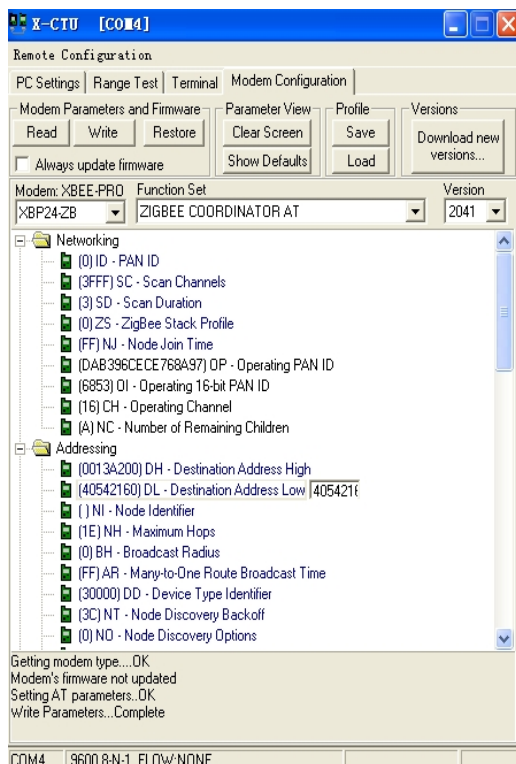 X-CTU [COM4]
Remote Configuration
PC Settings Range Test Terminal Modem Configuration
Modem Parameters and Firmware Parameter View Profile Versions
Read Write Restore Clear Screen Save Download new versions...
Always update firmware Show Defaults Load
Modem: XBEE-PRO Function Set Version
XBP24-ZB ZIGBEE COORDINATOR AT 2041
Networking
(0) ID - PAN ID
(3FFF) SC - Scan Channels
(3) SD - Scan Duration
(0) ZS - ZigBee Stack Profile
(FF) NJ - Node Join Time
(DAB396CECE768A97) OP - Operating PAN ID
(6853) OI - Operating 16-bit PAN ID
(16) CH - Operating Channel
(A) NC - Number of Remaining Children
Addressing
(0013A200) DH - Destination Address High
(40542160) DL - Destination Address Low 4054216
( ) NI - Node Identifier
(1E) NH - Maximum Hops
(0) BH - Broadcast Radius
(FF) AR - Many-to-One Route Broadcast Time
(30000) DD - Device Type Identifier
(3C) NT - Node Discovery Backoff
(0) NO - Node Discovery Options
Getting modem type....OK
Modem's firmware not updated
Setting AT parameters..OK
Write Parameters...Complete
COM4 9600 8-N-1 FLOW:NONE